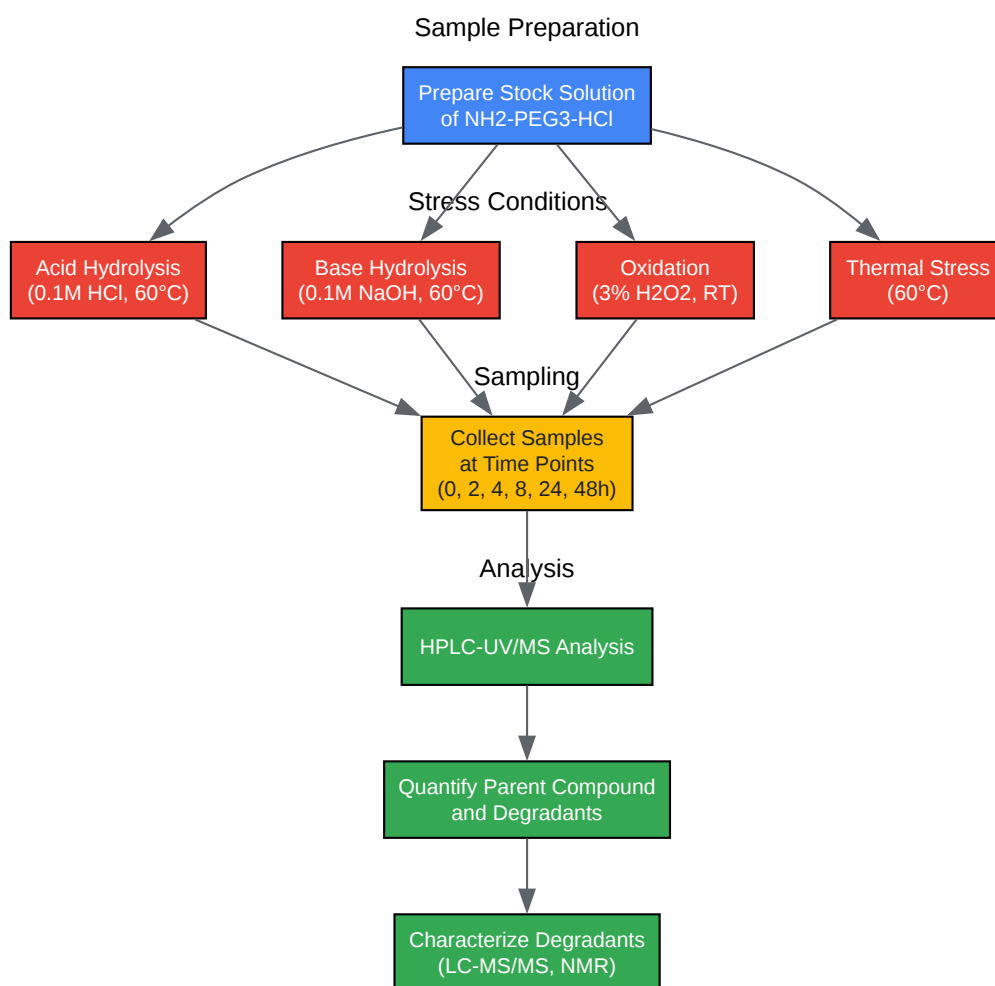 Sample Preparation
Prepare Stock Solution
of NH2-PEG3-HCl
Stress Conditions
Acid Hydrolysis
(0.1M HCl, 60°C)
Base Hydrolysis
(0.1M NaOH, 60°C)
Oxidation
(3% H2O2, RT)
Thermal Stress
(60°C)
Sampling
Collect Samples
at Time Points
(0, 2, 4, 8, 24, 48h)
Analysis
HPLC-UV/MS Analysis
Quantify Parent Compound
and Degradants
Characterize Degradants
(LC-MS/MS, NMR)